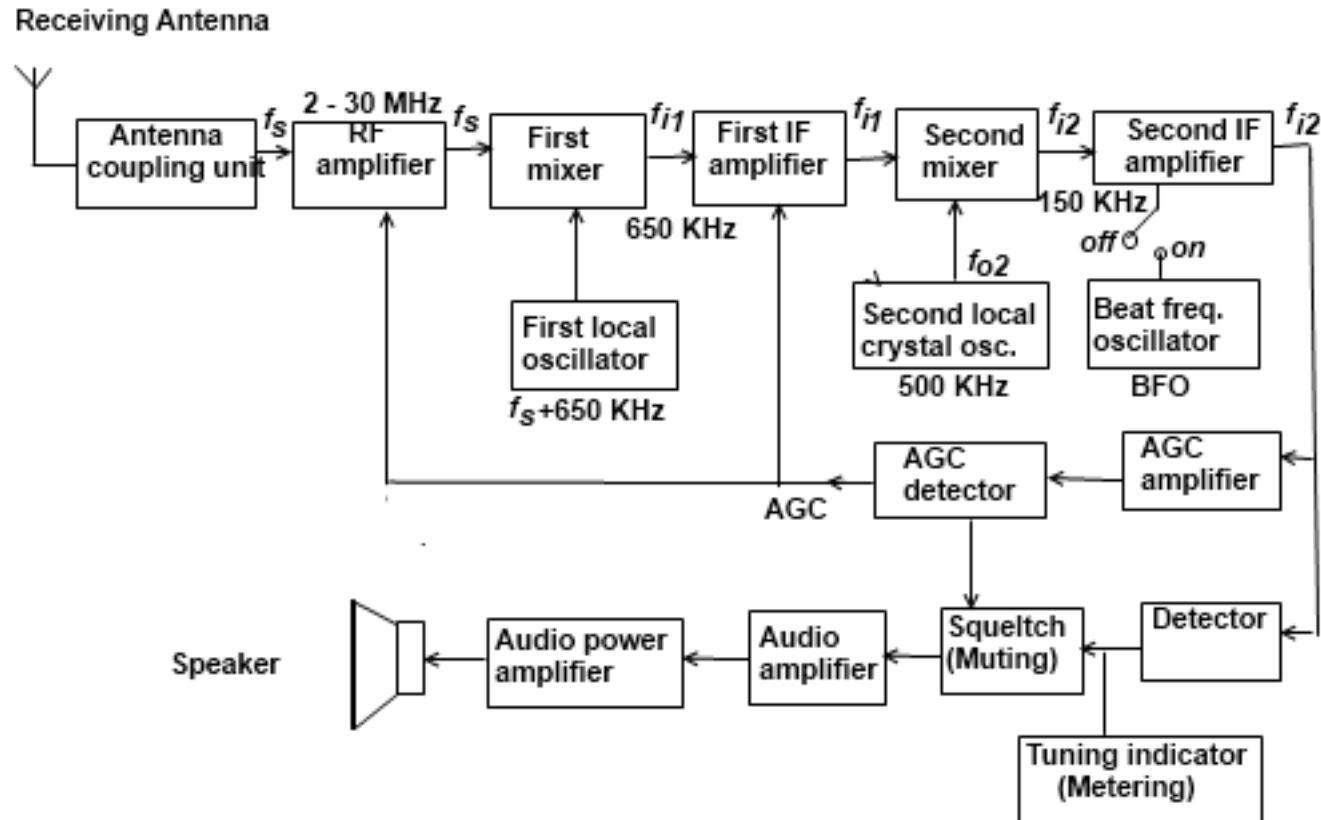 Receiving Antenna
2 - 30 MHz
Antenna
coupling unit
fs
RF
amplifier
fs
First
mixer
fi1
First IF
amplifier
fi1
Second
mixer
fi2
Second IF
amplifier
fi2
650 KHz
150 KHz
off
on
First local
oscillator
fs+650 KHz
fo2
Second local
crystal osc.
500 KHz
Beat freq.
oscillator
BFO
AGC
AGC
detector
AGC
amplifier
Speaker
Audio power
amplifier
Audio
amplifier
Squeltch
(Muting)
Detector
Tuning indicator
(Metering)